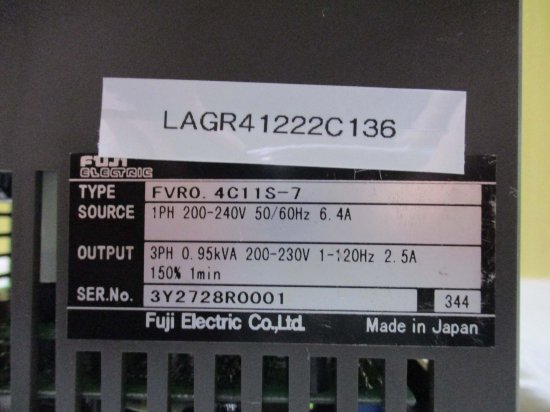 LAGR41222C136
FUJI
ELECTRIC
TYPE FVR0.4C11S-7
SOURCE 1PH 200-240V 50/60Hz 6.4A
OUTPUT 3PH 0.95kVA 200-230V 1-120Hz 2.5A
150% 1min
SER.No. 3Y2728R0001 344
Fuji Electric Co.,Ltd. Made in Japan